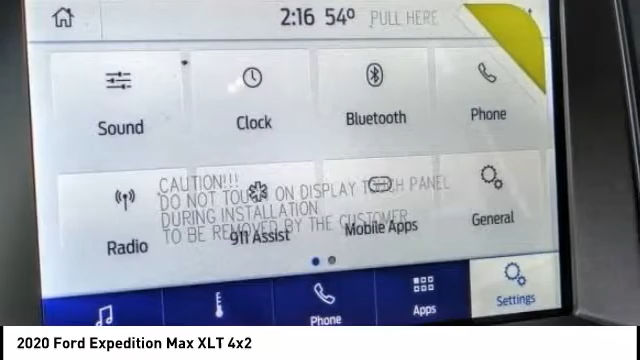 2:16 54° PULL HERE
Sound Clock Bluetooth Phone
CAUTION!!!
DO NOT TOUCH ON DISPLAY TOUCH PANEL
DURING INSTALLATION
TO BE REMOVED BY THE CUSTOMER
Radio 911 Assist Mobile Apps General
Phone Apps Settings
2020 Ford Expedition Max XLT 4x2